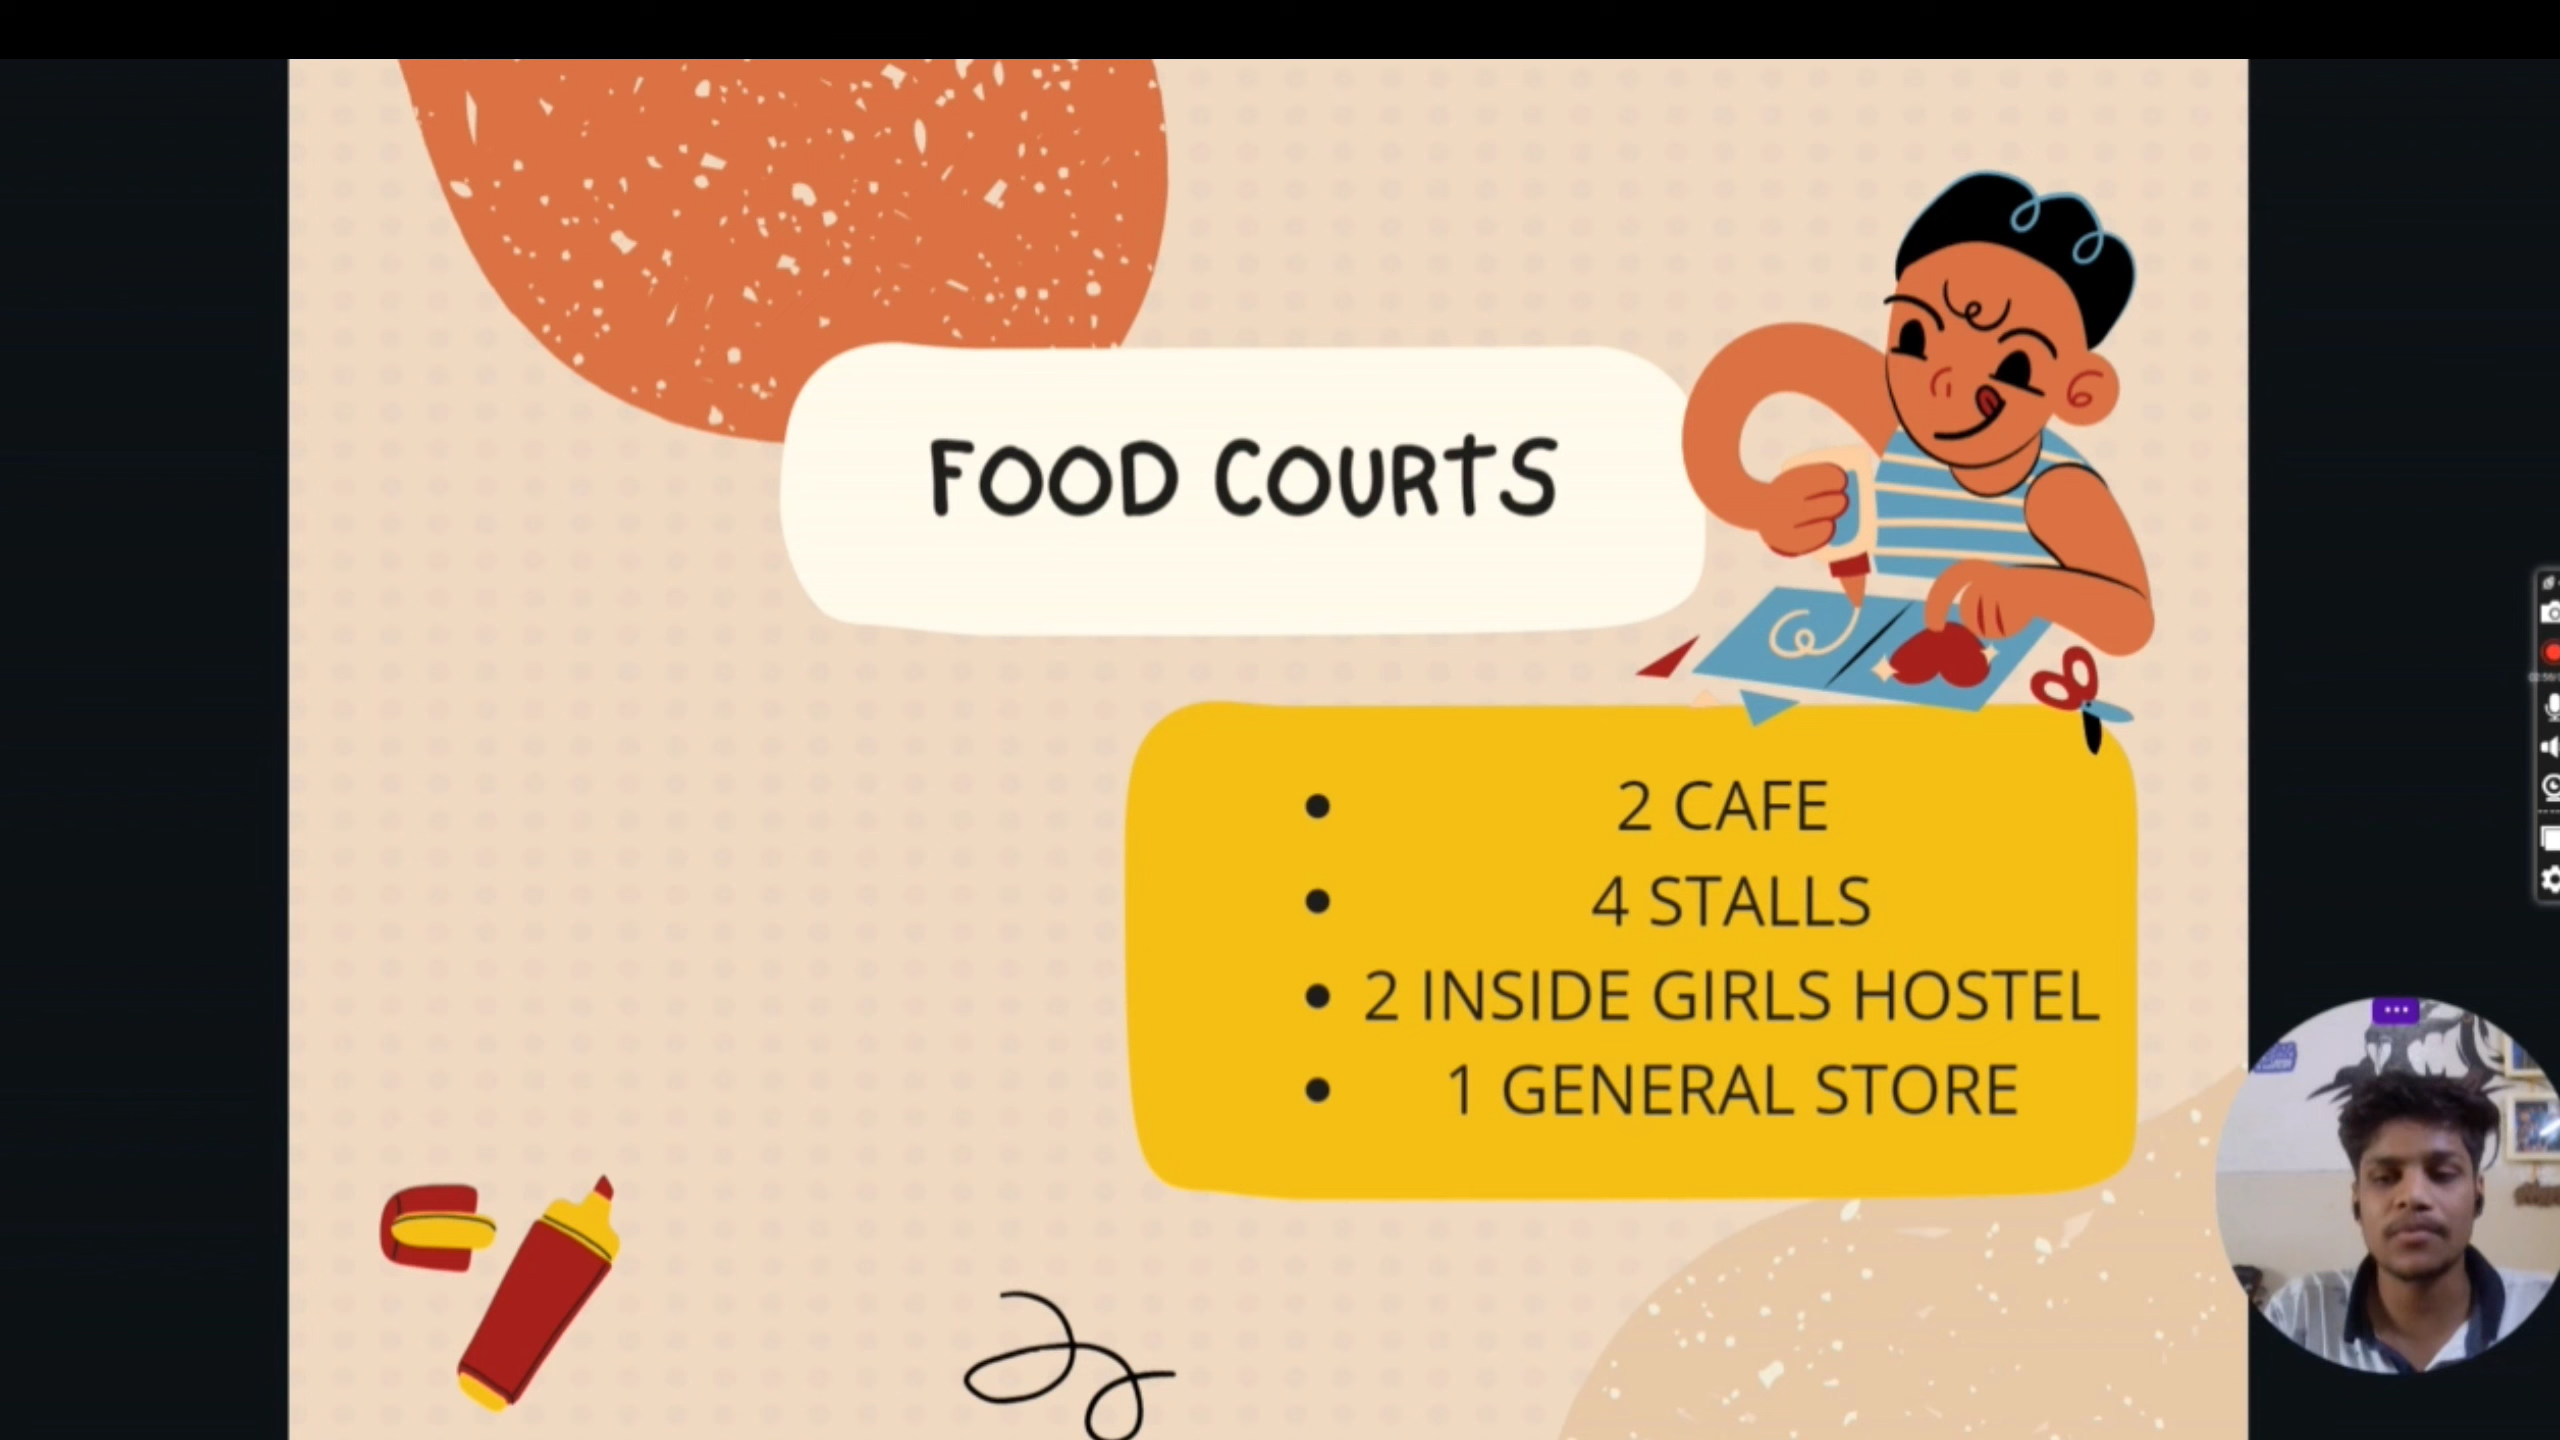 FOOD COURTS
• 2 CAFE
• 4 STALLS
• 2 INSIDE GIRLS HOSTEL
• 1 GENERAL STORE